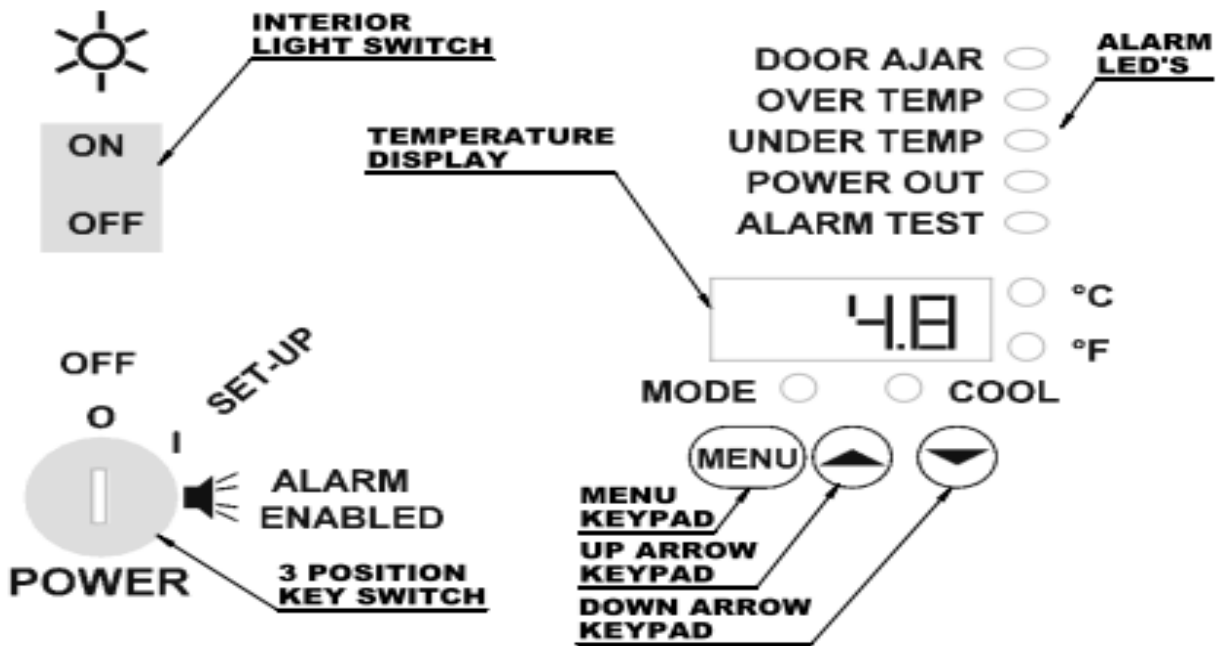 INTERIOR
LIGHT SWITCH
ON
OFF
TEMPERATURE
DISPLAY
DOOR AJAR
OVER TEMP
UNDER TEMP
POWER OUT
ALARM TEST
ALARM
LED'S
4.8
°C
°F
MODE
COOL
MENU
MENU
KEYPAD
UP ARROW
KEYPAD
DOWN ARROW
KEYPAD
OFF
O
I
SET-UP
ALARM
ENABLED
POWER
3 POSITION
KEY SWITCH